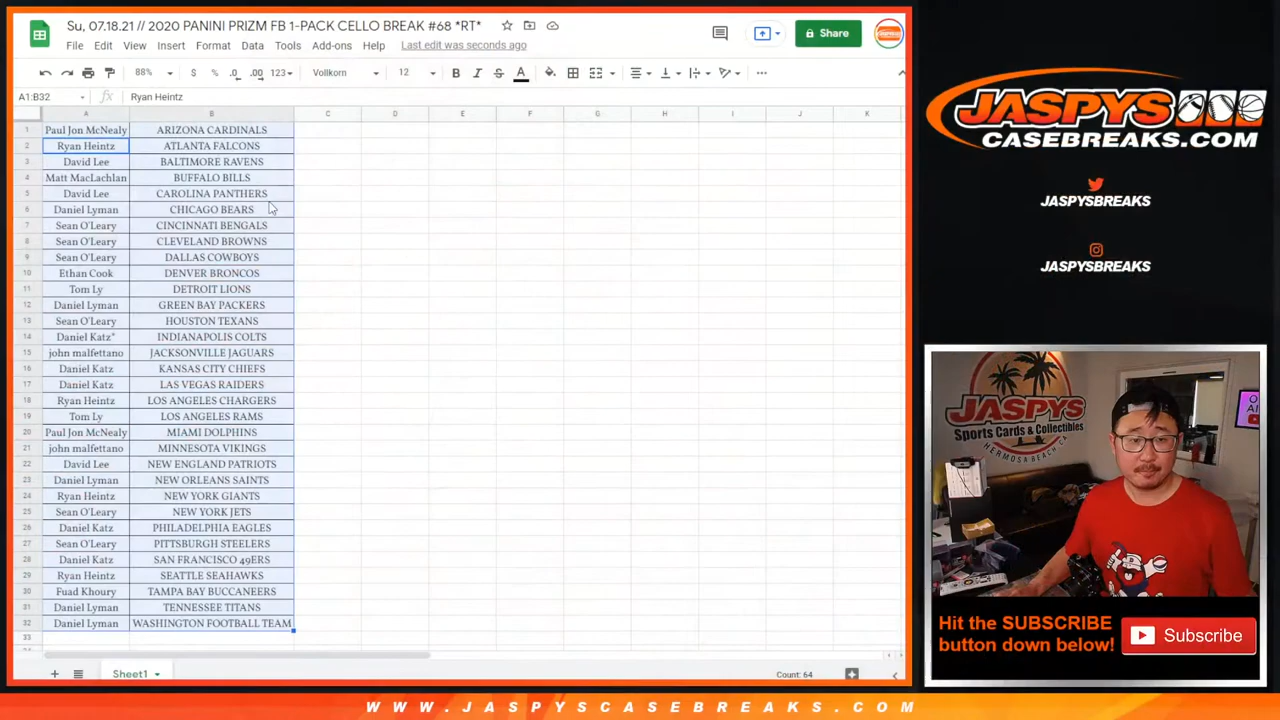 Su, 07.18.21 // 2020 PANINI PRIZM FB 1-PACK CELLO BREAK #68 *RT*
File Edit View Insert Format Data Tools Add-ons Help Last edit was seconds ago
Share
88% $ % .0 .00 123 Vollkorn 12 B I S A
A1:B32 fx Ryan Heintz
A B C D E F G H I J K
1 Paul Jon McNealy ARIZONA CARDINALS
2 Ryan Heintz ATLANTA FALCONS
3 David Lee BALTIMORE RAVENS
4 Matt MacLachlan BUFFALO BILLS
5 David Lee CAROLINA PANTHERS
6 Daniel Lyman CHICAGO BEARS
7 Sean O'Leary CINCINNATI BENGALS
8 Sean O'Leary CLEVELAND BROWNS
9 Sean O'Leary DALLAS COWBOYS
10 Ethan Cook DENVER BRONCOS
11 Tom Ly DETROIT LIONS
12 Daniel Lyman GREEN BAY PACKERS
13 Sean O'Leary HOUSTON TEXANS
14 Daniel Katz* INDIANAPOLIS COLTS
15 john malfettano JACKSONVILLE JAGUARS
16 Daniel Katz KANSAS CITY CHIEFS
17 Daniel Katz LAS VEGAS RAIDERS
18 Ryan Heintz LOS ANGELES CHARGERS
19 Tom Ly LOS ANGELES RAMS
20 Paul Jon McNealy MIAMI DOLPHINS
21 john malfettano MINNESOTA VIKINGS
22 David Lee NEW ENGLAND PATRIOTS
23 Daniel Lyman NEW ORLEANS SAINTS
24 Ryan Heintz NEW YORK GIANTS
25 Sean O'Leary NEW YORK JETS
26 Daniel Katz PHILADELPHIA EAGLES
27 Sean O'Leary PITTSBURGH STEELERS
28 Daniel Katz SAN FRANCISCO 49ERS
29 Ryan Heintz SEATTLE SEAHAWKS
30 Fuad Khoury TAMPA BAY BUCCANEERS
31 Daniel Lyman TENNESSEE TITANS
32 Daniel Lyman WASHINGTON FOOTBALL TEAM
33
Sheet1 Count: 64
JASPYS
CASEBREAKS.COM
JASPYSBREAKS
JASPYSBREAKS
JASPYS
Sports Cards & Collectibles
HERMOSA BEACH CA
Hit the SUBSCRIBE
button down below!
Subscribe
WWW.JASPYSCASEBREAKS.COM